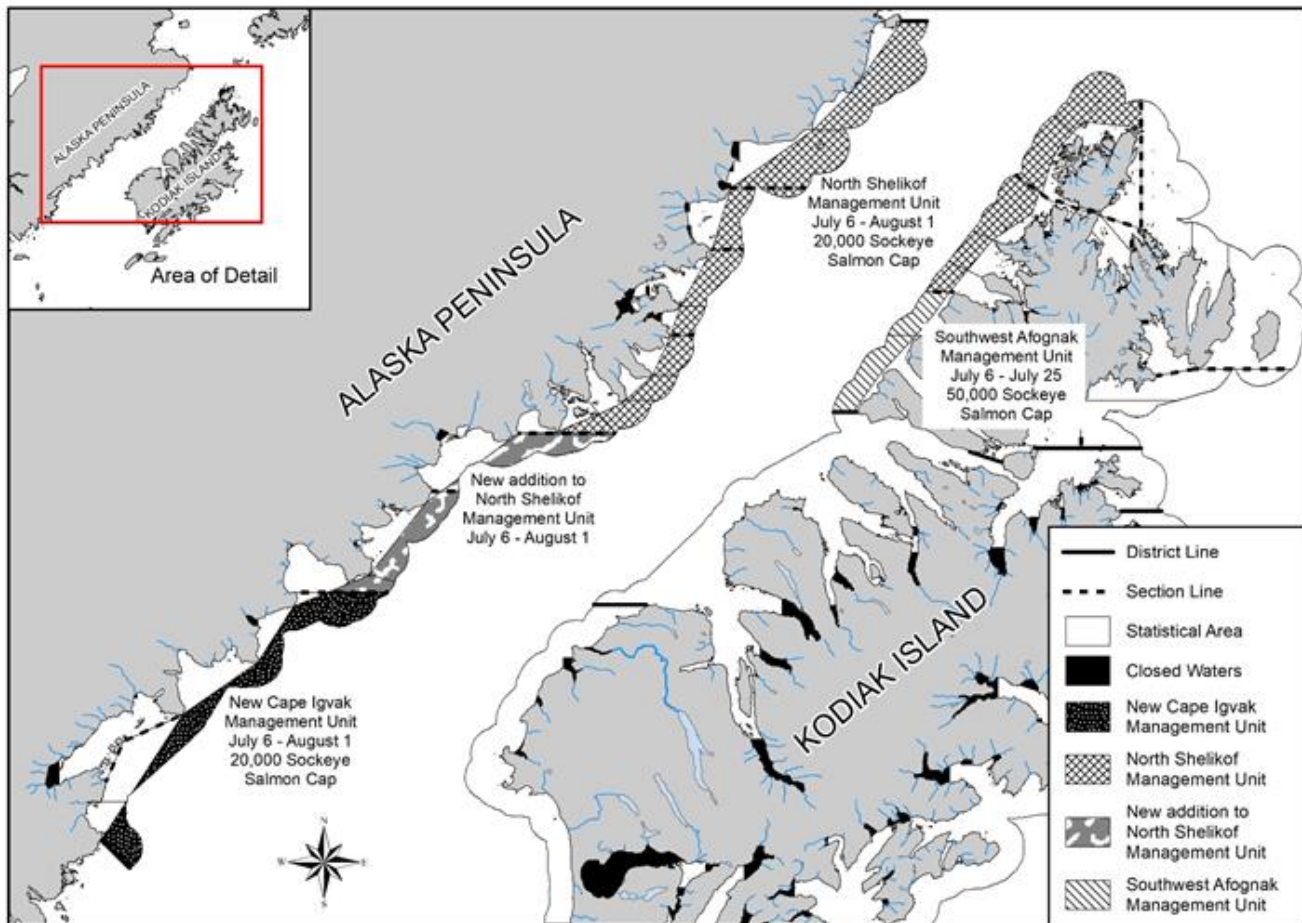 ALASKA PENINSULA
KODIAK ISLAND
Area of Detail
North Shelikof
Management Unit
July 6 - August 1
20,000 Sockeye
Salmon Cap
ALASKA PENINSULA
Southwest Afognak
Management Unit
July 6 - July 25
50,000 Sockeye
Salmon Cap
New addition to
North Shelikof
Management Unit
July 6 - August 1
KODIAK ISLAND
New Cape Igvak
Management Unit
July 6 - August 1
20,000 Sockeye
Salmon Cap
N
W
E
S
District Line
Section Line
Statistical Area
Closed Waters
New Cape Igvak
Management Unit
North Shelikof
Management Unit
New addition to
North Shelikof
Management Unit
Southwest Afognak
Management Unit